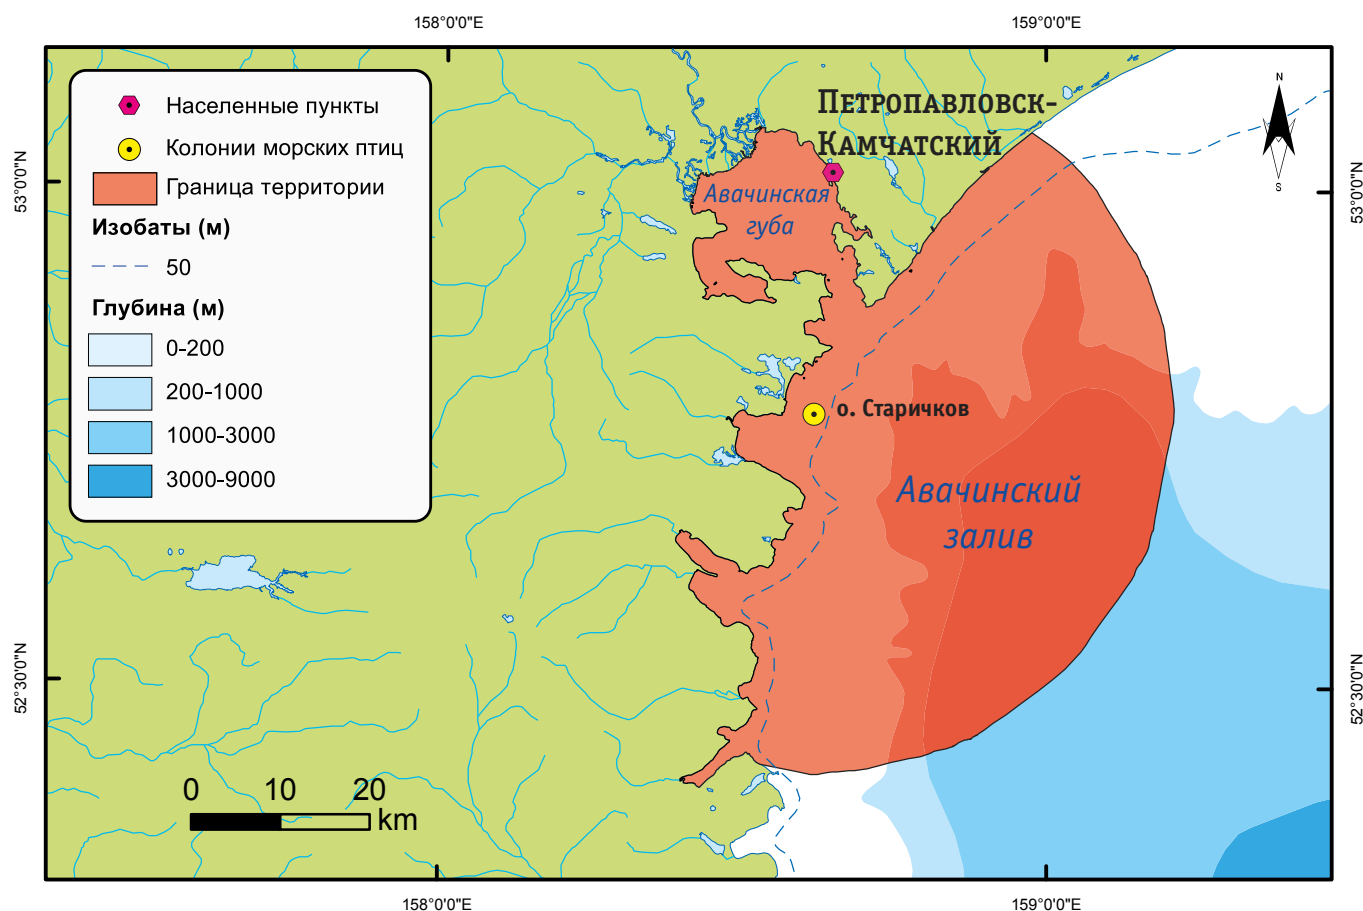 158°0'0"E
159°0'0"E
53°0'0"N
53°0'0"N
52°30'0"N
52°30'0"N
Населенные пункты
Колонии морских птиц
Граница территории
Изобаты (м)
50
Глубина (м)
0-200
200-1000
1000-3000
3000-9000
N
S
ПЕТРОПАВЛОВСК-
КАМЧАТСКИЙ
Авачинская
губа
о. Старичков
Авачинский
залив
0 10 20
km
158°0'0"E
159°0'0"E